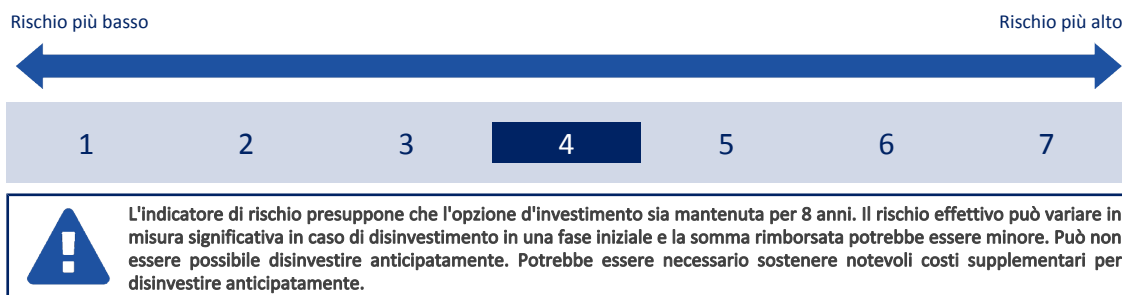 Rischio più basso Rischio più alto
1 2 3 4 5 6 7
L'indicatore di rischio presuppone che l'opzione d'investimento sia mantenuta per 8 anni. Il rischio effettivo può variare in
misura significativa in caso di disinvestimento in una fase iniziale e la somma rimborsata potrebbe essere minore. Può non
essere possibile disinvestire anticipatamente. Potrebbe essere necessario sostenere notevoli costi supplementari per
disinvestire anticipatamente.